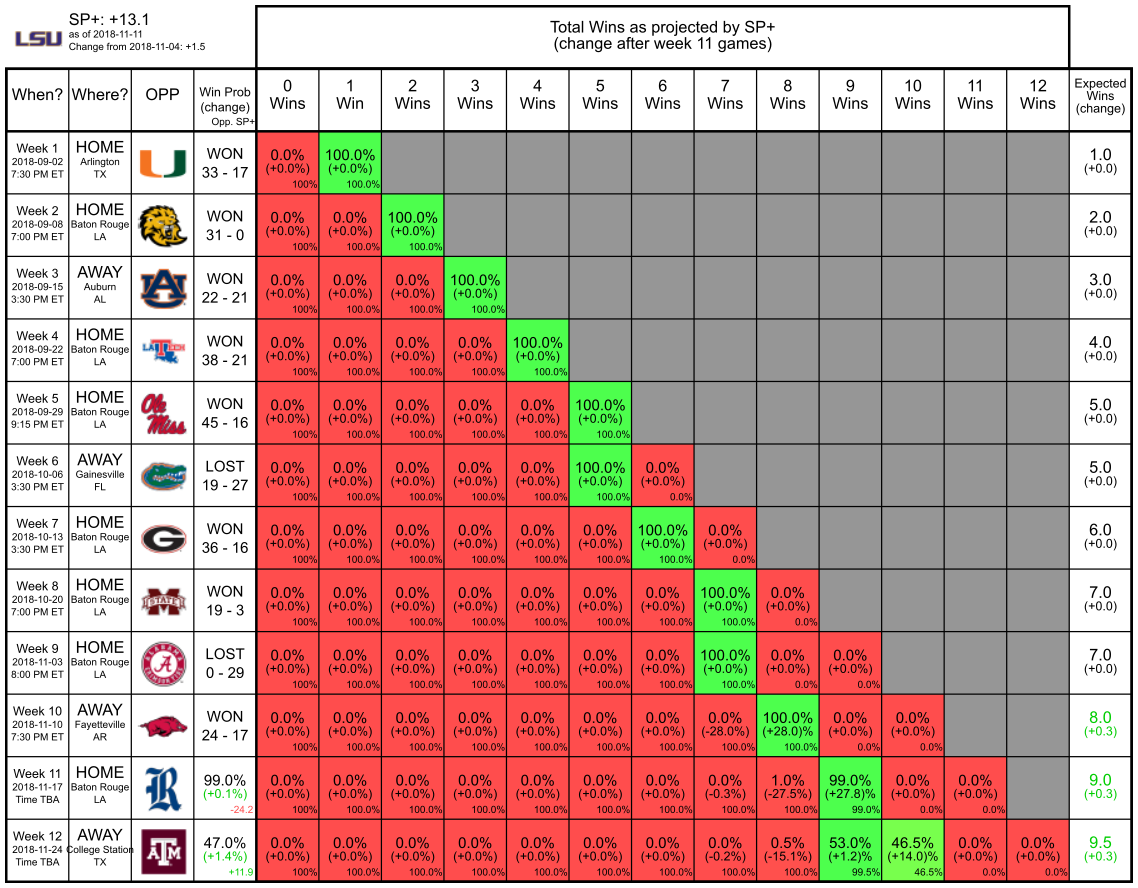 LSU SP+: +13.1
as of 2018-11-11
Change from 2018-11-04: +1.5
Total Wins as projected by SP+
(change after week 11 games)
When? Where? OPP Win Prob (change) Opp. SP+ 0 Wins 1 Win 2 Wins 3 Wins 4 Wins 5 Wins 6 Wins 7 Wins 8 Wins 9 Wins 10 Wins 11 Wins 12 Wins Expected Wins (change)
Week 1 HOME WON 0.0% 100.0% 1.0
2018-09-02 Arlington U 33 - 17 (+0.0%) (+0.0%) (+0.0)
7:30 PM ET TX 100% 100.0%
Week 2 HOME WON 0.0% 0.0% 100.0% 2.0
2018-09-08 Baton Rouge 31 - 0 (+0.0%) (+0.0%) (+0.0%) (+0.0)
7:00 PM ET LA 100% 100.0% 100.0%
Week 3 AWAY WON 0.0% 0.0% 0.0% 100.0% 3.0
2018-09-15 Auburn AU 22 - 21 (+0.0%) (+0.0%) (+0.0%) (+0.0%) (+0.0)
3:30 PM ET AL 100% 100.0% 100.0% 100.0%
Week 4 HOME WON 0.0% 0.0% 0.0% 0.0% 100.0% 4.0
2018-09-22 Baton Rouge LA TECH 38 - 21 (+0.0%) (+0.0%) (+0.0%) (+0.0%) (+0.0%) (+0.0)
7:00 PM ET LA 100% 100.0% 100.0% 100.0% 100.0%
Week 5 HOME WON 0.0% 0.0% 0.0% 0.0% 0.0% 100.0% 5.0
2018-09-29 Baton Rouge Ole Miss 45 - 16 (+0.0%) (+0.0%) (+0.0%) (+0.0%) (+0.0%) (+0.0%) (+0.0)
9:15 PM ET LA 100% 100.0% 100.0% 100.0% 100.0% 100.0%
Week 6 AWAY LOST 0.0% 0.0% 0.0% 0.0% 0.0% 100.0% 0.0% 5.0
2018-10-06 Gainesville 19 - 27 (+0.0%) (+0.0%) (+0.0%) (+0.0%) (+0.0%) (+0.0%) (+0.0%) (+0.0)
3:30 PM ET FL 100% 100.0% 100.0% 100.0% 100.0% 100.0% 0.0%
Week 7 HOME WON 0.0% 0.0% 0.0% 0.0% 0.0% 0.0% 100.0% 0.0% 6.0
2018-10-13 Baton Rouge G 36 - 16 (+0.0%) (+0.0%) (+0.0%) (+0.0%) (+0.0%) (+0.0%) (+0.0%) (+0.0%) (+0.0)
3:30 PM ET LA 100% 100.0% 100.0% 100.0% 100.0% 100.0% 100.0% 0.0%
Week 8 HOME WON 0.0% 0.0% 0.0% 0.0% 0.0% 0.0% 0.0% 100.0% 0.0% 7.0
2018-10-20 Baton Rouge STATE 19 - 3 (+0.0%) (+0.0%) (+0.0%) (+0.0%) (+0.0%) (+0.0%) (+0.0%) (+0.0%) (+0.0%) (+0.0)
7:00 PM ET LA 100% 100.0% 100.0% 100.0% 100.0% 100.0% 100.0% 100.0% 0.0%
Week 9 HOME LOST 0.0% 0.0% 0.0% 0.0% 0.0% 0.0% 0.0% 100.0% 0.0% 0.0% 7.0
2018-11-03 Baton Rouge ALABAMA A 0 - 29 (+0.0%) (+0.0%) (+0.0%) (+0.0%) (+0.0%) (+0.0%) (+0.0%) (+0.0%) (+0.0%) (+0.0%) (+0.0)
8:00 PM ET LA 100% 100.0% 100.0% 100.0% 100.0% 100.0% 100.0% 100.0% 0.0% 0.0%
Week 10 AWAY WON 0.0% 0.0% 0.0% 0.0% 0.0% 0.0% 0.0% 0.0% 100.0% 0.0% 0.0% 8.0
2018-11-10 Fayetteville 24 - 17 (+0.0%) (+0.0%) (+0.0%) (+0.0%) (+0.0%) (+0.0%) (+0.0%) (-28.0%) (+28.0)% (+0.0%) (+0.0%) (+0.3)
7:30 PM ET AR 100% 100.0% 100.0% 100.0% 100.0% 100.0% 100.0% 100.0% 100.0% 0.0% 0.0%
Week 11 HOME 99.0% 0.0% 0.0% 0.0% 0.0% 0.0% 0.0% 0.0% 0.0% 1.0% 99.0% 0.0% 0.0% 9.0
2018-11-17 Baton Rouge R (+0.1%) (+0.0%) (+0.0%) (+0.0%) (+0.0%) (+0.0%) (+0.0%) (+0.0%) (-0.3%) (-27.5%) (+27.8)% (+0.0%) (+0.0%) (+0.3)
Time TBA LA -24.2 100% 100.0% 100.0% 100.0% 100.0% 100.0% 100.0% 100.0% 100.0% 99.0% 0.0% 0.0%
Week 12 AWAY 47.0% 0.0% 0.0% 0.0% 0.0% 0.0% 0.0% 0.0% 0.0% 0.5% 53.0% 46.5% 0.0% 0.0% 9.5
2018-11-24 College Station ATM (+1.4%) (+0.0%) (+0.0%) (+0.0%) (+0.0%) (+0.0%) (+0.0%) (+0.0%) (-0.2%) (-15.1%) (+1.2)% (+14.0)% (+0.0%) (+0.0%) (+0.3)
Time TBA TX +11.9 100% 100.0% 100.0% 100.0% 100.0% 100.0% 100.0% 100.0% 100.0% 99.5% 46.5% 0.0% 0.0%